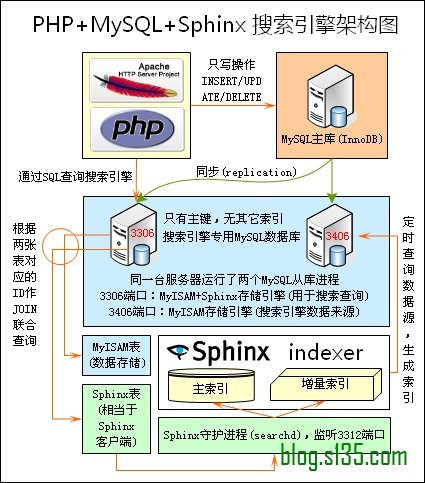 PHP+MySQL+Sphinx 搜索引擎架构图
Apache
HTTP Server Project
php
只写操作
INSERT/UPD
ATE/DELETE
MySQL主库(InnoDB)
通过SQL查询搜索引擎
同步(replication)
3306
只有主键,无其它索引
搜索引擎专用MySQL数据库
3406
同一台服务器运行了两个MySQL从库进程
3306端口:MyISAM+Sphinx存储引擎(用于搜索查询)
3406端口:MyISAM存储引擎(搜索引擎数据来源)
根据
两张
表对
应的
ID作
JOIN
联合
查询
定时查询数据源,生成索引
MyISAM表
(数据存储)
Sphinx indexer
主索引
增量索引
Sphinx表
(相当于
Sphinx
客户端)
Sphinx守护进程(searchd),监听3312端口
blog.s135.com